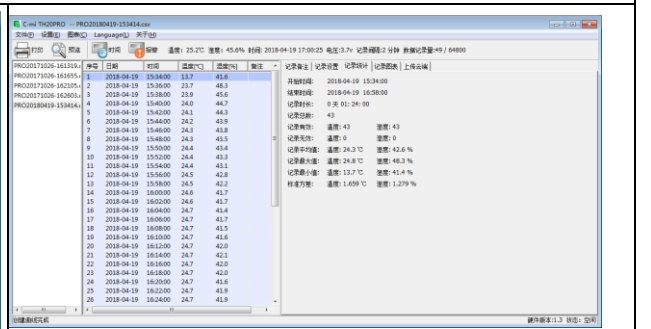 C-mi TH20PRO -- PRO20180419-153414.csv
文件(F) 设置(E) 图表(C) Language(L) 关于(H)
打印 预览 时间 报警 温度: 25.2℃ 湿度: 45.6% 时间: 2018-04-19 17:00:25 电压:3.7v 记录间隔:2 分钟 数据记录量:49 / 64800
PRO20171026-161319.c
PRO20171026-161655.c
PRO20171026-162105.c
PRO20171026-162603.c
PRO20180419-153414.c
序号 日期 时间 温度[℃] 湿度[%] 备注
1 2018-04-19 15:34:00 13.7 41.6
2 2018-04-19 15:36:00 23.7 48.3
3 2018-04-19 15:38:00 23.9 45.6
4 2018-04-19 15:40:00 24.0 44.7
5 2018-04-19 15:42:00 24.1 44.3
6 2018-04-19 15:44:00 24.2 43.9
7 2018-04-19 15:46:00 24.3 43.8
8 2018-04-19 15:48:00 24.3 43.5
9 2018-04-19 15:50:00 24.4 43.4
10 2018-04-19 15:52:00 24.4 43.3
11 2018-04-19 15:54:00 24.4 43.1
12 2018-04-19 15:56:00 24.5 42.8
13 2018-04-19 15:58:00 24.5 42.2
14 2018-04-19 16:00:00 24.6 41.7
15 2018-04-19 16:02:00 24.6 41.7
16 2018-04-19 16:04:00 24.7 41.4
17 2018-04-19 16:06:00 24.7 41.7
18 2018-04-19 16:08:00 24.7 41.5
19 2018-04-19 16:10:00 24.7 41.6
20 2018-04-19 16:12:00 24.7 42.0
21 2018-04-19 16:14:00 24.7 42.1
22 2018-04-19 16:16:00 24.7 42.0
23 2018-04-19 16:18:00 24.7 42.0
24 2018-04-19 16:20:00 24.7 41.6
25 2018-04-19 16:22:00 24.7 41.9
26 2018-04-19 16:24:00 24.7 41.9
记录备注 记录设置 记录统计 记录图表 上传云端
开始时间: 2018-04-19 15:34:00
结束时间: 2018-04-19 16:58:00
记录时长: 0 天 01: 24: 00
记录总数: 43
记录有效: 温度: 43 湿度: 43
记录无效: 温度: 0 湿度: 0
记录平均值: 温度: 24.3 ℃ 湿度: 42.6 %
记录最大值: 温度: 24.8 ℃ 湿度: 48.3 %
记录最小值: 温度: 13.7 ℃ 湿度: 41.4 %
标准方差: 温度: 1.659 ℃ 湿度: 1.279 %
创建曲线完成
硬件版本:1.3 状态: 空闲